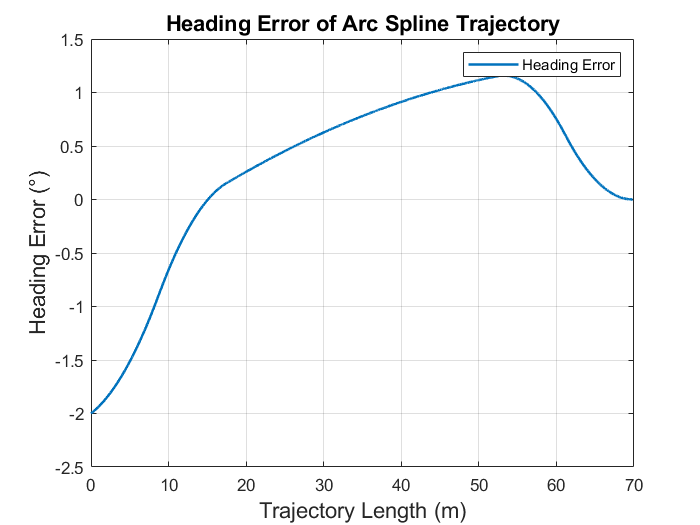 Heading Error of Arc Spline Trajectory
Heading Error
1.5
1
0.5
0
-0.5
-1
-1.5
-2
-2.5
Heading Error (°)
0 10 20 30 40 50 60 70
Trajectory Length (m)